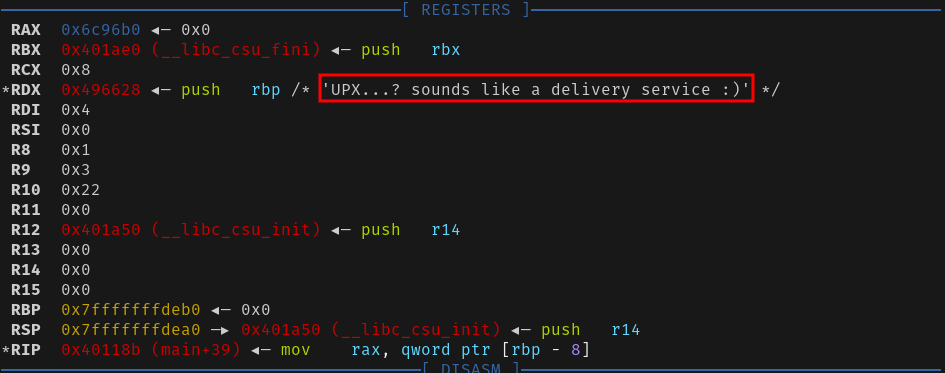 [ REGISTERS ]
RAX 0x6c96b0 ◂— 0x0
RBX 0x401ae0 (__libc_csu_fini) ◂— push rbx
RCX 0x8
*RDX 0x496628 ◂— push rbp /* 'UPX...? sounds like a delivery service :)' */
RDI 0x4
RSI 0x0
R8 0x1
R9 0x3
R10 0x22
R11 0x0
R12 0x401a50 (__libc_csu_init) ◂— push r14
R13 0x0
R14 0x0
R15 0x0
RBP 0x7fffffffdeb0 ◂— 0x0
RSP 0x7fffffffdea0 —▸ 0x401a50 (__libc_csu_init) ◂— push r14
*RIP 0x40118b (main+39) ◂— mov rax, qword ptr [rbp - 8]
[ DISASM ]